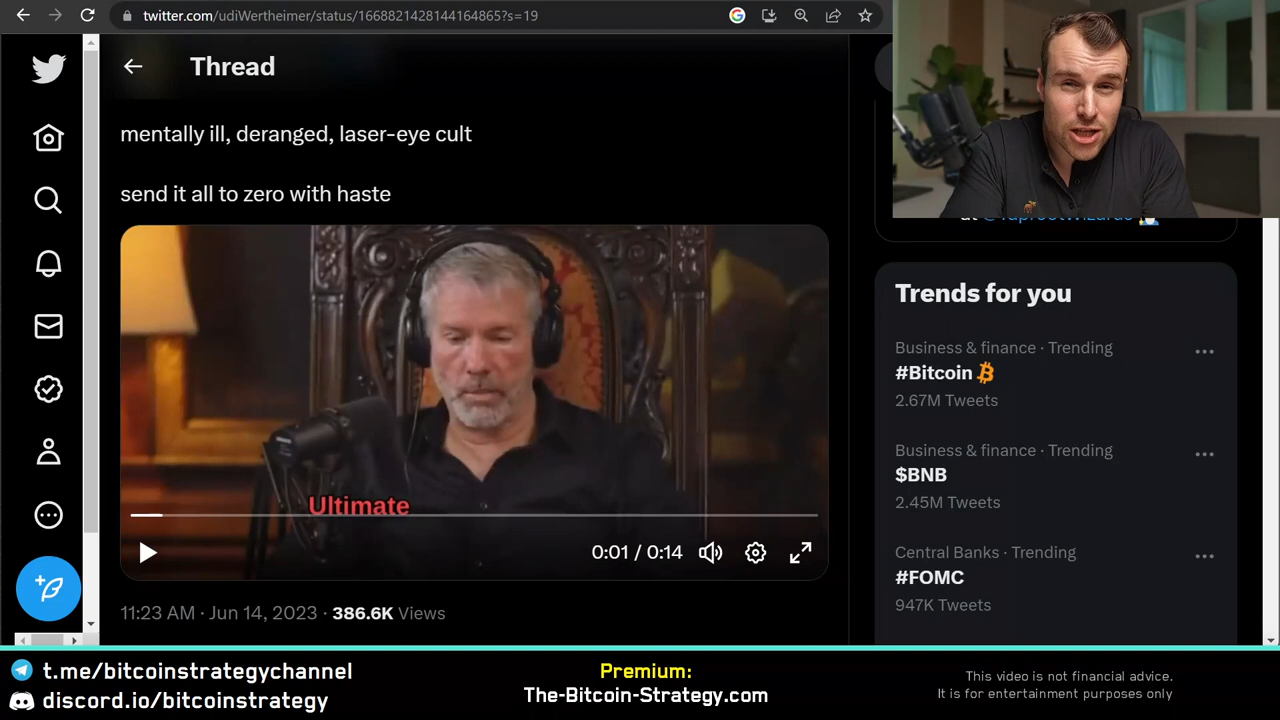 twitter.com/udiWertheimer/status/1668821428144164865?s=19
Thread
mentally ill, deranged, laser-eye cult
send it all to zero with haste
Ultimate
0:01 / 0:14
11:23 AM · Jun 14, 2023 · 386.6K Views
Trends for you
Business & finance · Trending
#Bitcoin
2.67M Tweets
Business & finance · Trending
$BNB
2.45M Tweets
Central Banks · Trending
#FOMC
947K Tweets
t.me/bitcoinstrategychannel
discord.io/bitcoinstrategy
Premium:
The-Bitcoin-Strategy.com
This video is not financial advice.
It is for entertainment purposes only